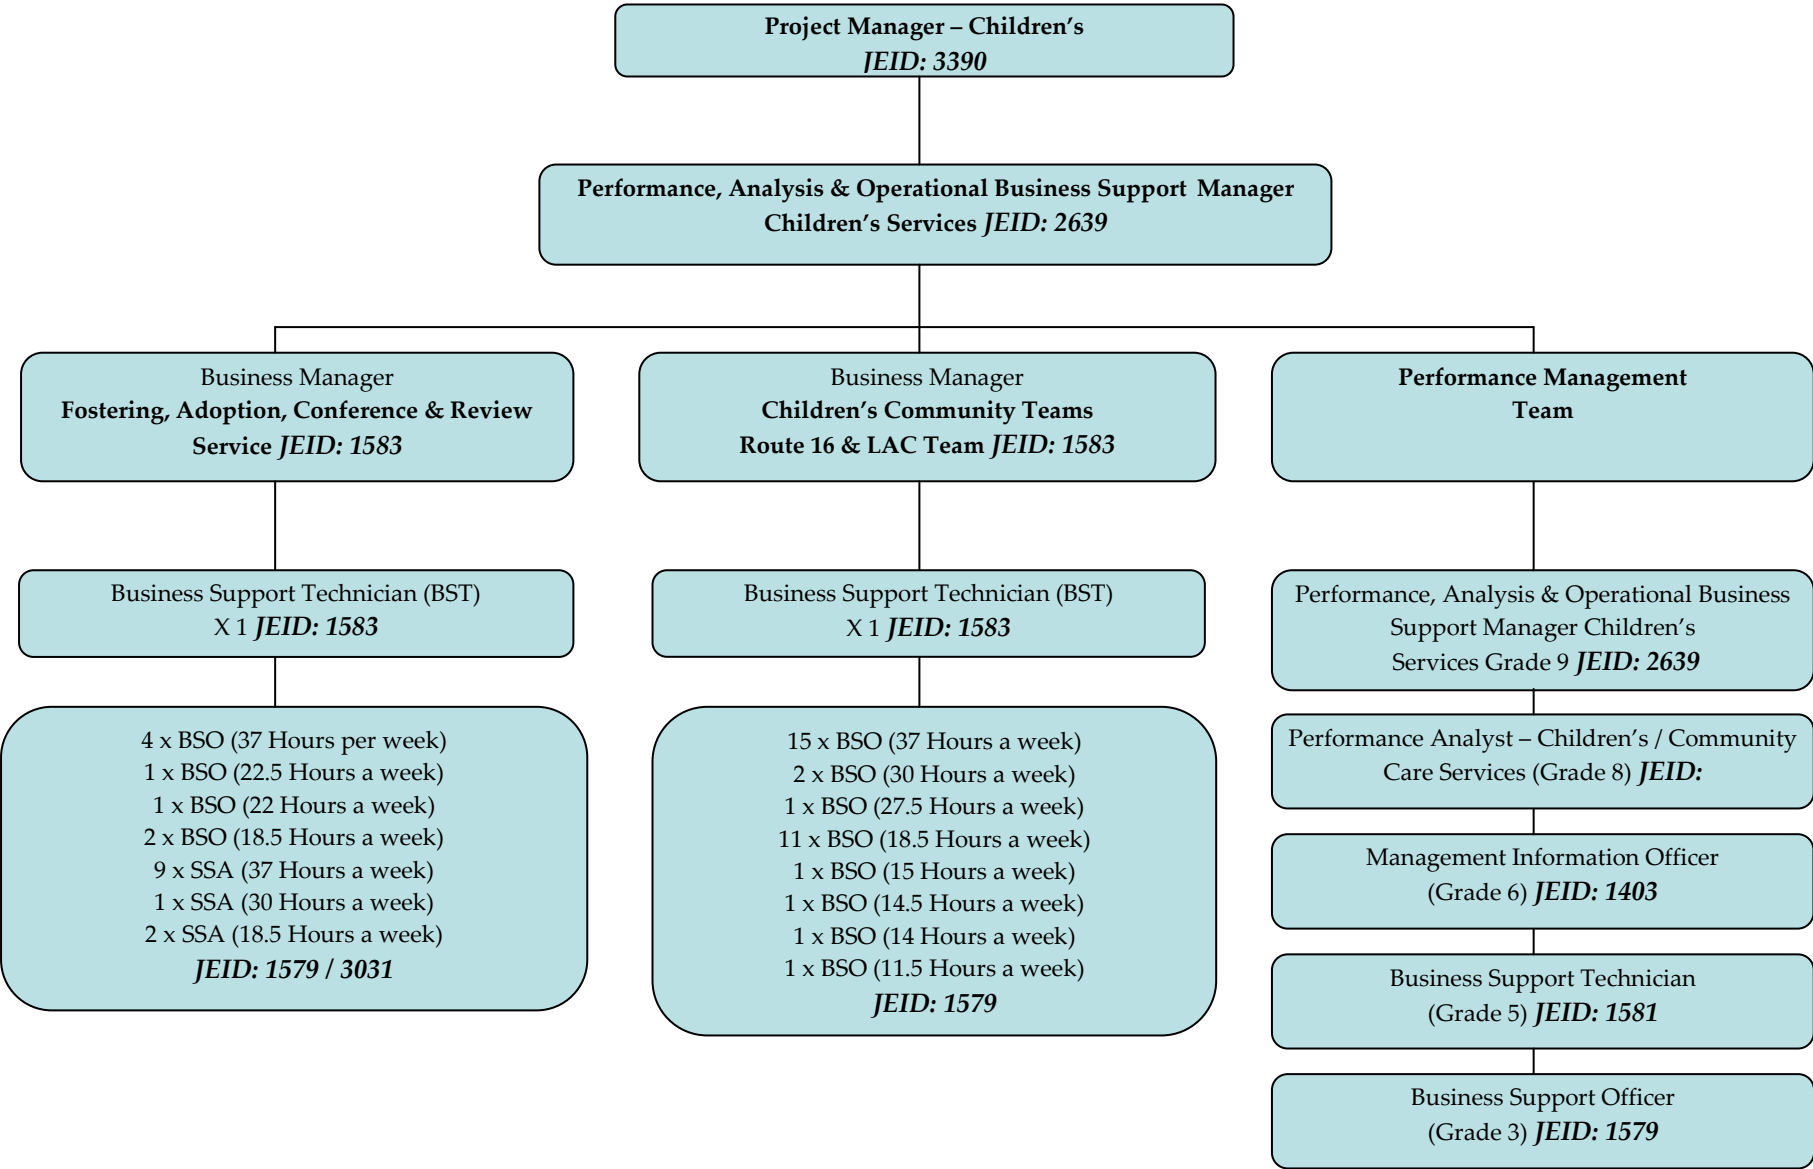 Project Manager – Children's
JEID: 3390
Performance, Analysis & Operational Business Support Manager
Children's Services JEID: 2639
Business Manager
Fostering, Adoption, Conference & Review
Service JEID: 1583
Business Manager
Children's Community Teams
Route 16 & LAC Team JEID: 1583
Performance Management
Team
Business Support Technician (BST)
X 1 JEID: 1583
Business Support Technician (BST)
X 1 JEID: 1583
Performance, Analysis & Operational Business
Support Manager Children's
Services Grade 9 JEID: 2639
4 x BSO (37 Hours per week)
1 x BSO (22.5 Hours a week)
1 x BSO (22 Hours a week)
2 x BSO (18.5 Hours a week)
9 x SSA (37 Hours a week)
1 x SSA (30 Hours a week)
2 x SSA (18.5 Hours a week)
JEID: 1579 / 3031
15 x BSO (37 Hours a week)
2 x BSO (30 Hours a week)
1 x BSO (27.5 Hours a week)
11 x BSO (18.5 Hours a week)
1 x BSO (15 Hours a week)
1 x BSO (14.5 Hours a week)
1 x BSO (14 Hours a week)
1 x BSO (11.5 Hours a week)
JEID: 1579
Performance Analyst – Children's / Community
Care Services (Grade 8) JEID:
Management Information Officer
(Grade 6) JEID: 1403
Business Support Technician
(Grade 5) JEID: 1581
Business Support Officer
(Grade 3) JEID: 1579